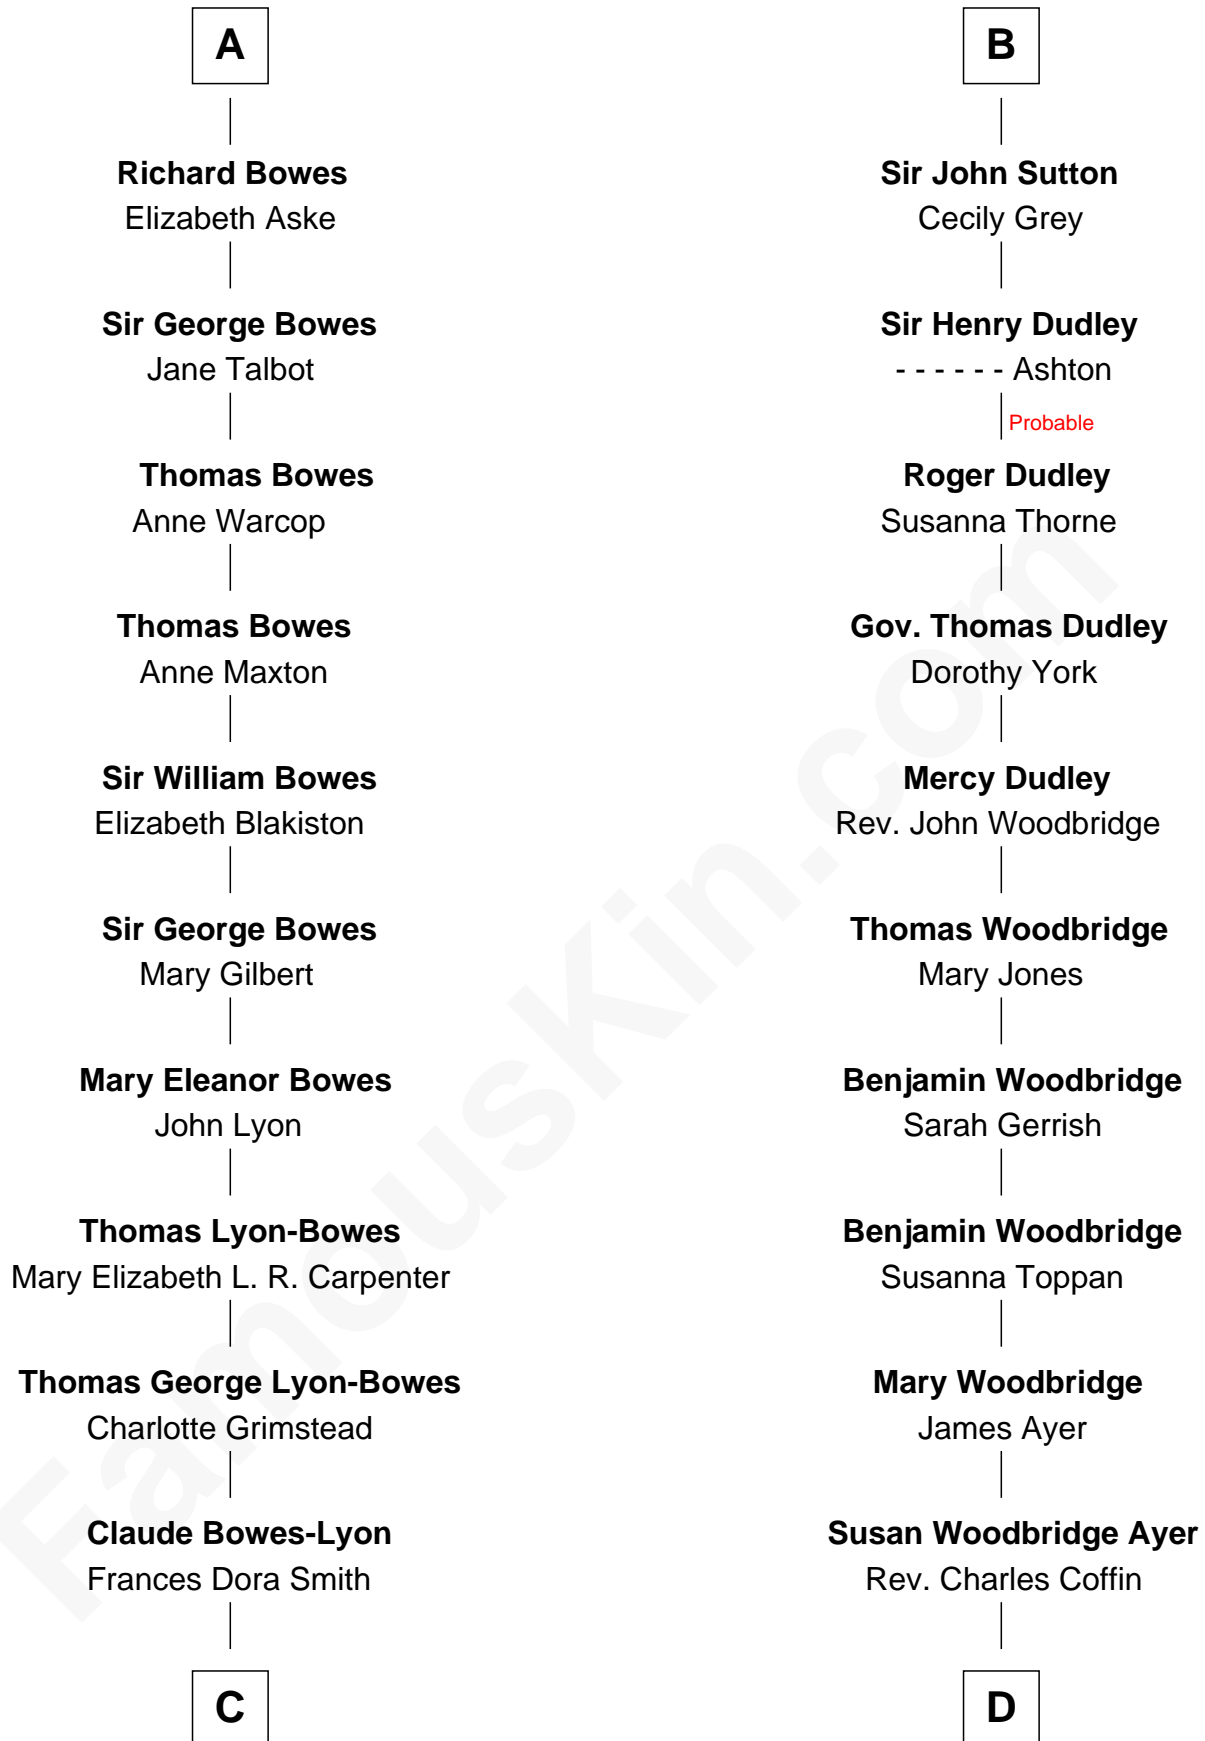 A
Richard Bowes
Elizabeth Aske
Sir George Bowes
Jane Talbot
Thomas Bowes
Anne Warcop
Thomas Bowes
Anne Maxton
Sir William Bowes
Elizabeth Blakiston
Sir George Bowes
Mary Gilbert
Mary Eleanor Bowes
John Lyon
Thomas Lyon-Bowes
Mary Elizabeth L. R. Carpenter
Thomas George Lyon-Bowes
Charlotte Grimstead
Claude Bowes-Lyon
Frances Dora Smith
C
B
Sir John Sutton
Cecily Grey
Sir Henry Dudley
- - - - - - Ashton
Probable
Roger Dudley
Susanna Thorne
Gov. Thomas Dudley
Dorothy York
Mercy Dudley
Rev. John Woodbridge
Thomas Woodbridge
Mary Jones
Benjamin Woodbridge
Sarah Gerrish
Benjamin Woodbridge
Susanna Toppan
Mary Woodbridge
James Ayer
Susan Woodbridge Ayer
Rev. Charles Coffin
D
FamousKin.com